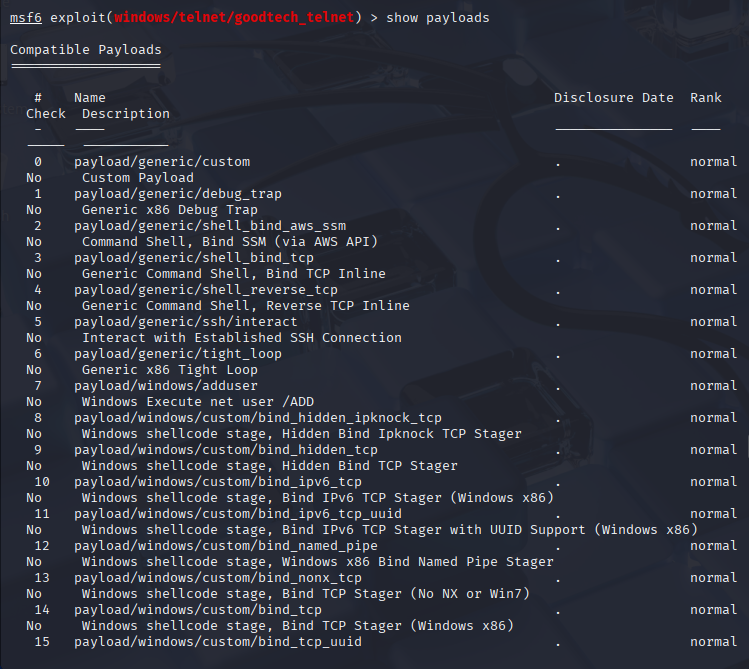 msf6 exploit(windows/telnet/goodtech_telnet) > show payloads
Compatible Payloads
===================
#   Name                                          Disclosure Date  Rank
Check  Description
-   ----                                          ---------------  ----
-----  -----------
0   payload/generic/custom                        .                normal
No     Custom Payload
1   payload/generic/debug_trap                    .                normal
No     Generic x86 Debug Trap
2   payload/generic/shell_bind_aws_ssm            .                normal
No     Command Shell, Bind SSM (via AWS API)
3   payload/generic/shell_bind_tcp                .                normal
No     Generic Command Shell, Bind TCP Inline
4   payload/generic/shell_reverse_tcp             .                normal
No     Generic Command Shell, Reverse TCP Inline
5   payload/generic/ssh/interact                  .                normal
No     Interact with Established SSH Connection
6   payload/generic/tight_loop                    .                normal
No     Generic x86 Tight Loop
7   payload/windows/adduser                       .                normal
No     Windows Execute net user /ADD
8   payload/windows/custom/bind_hidden_ipknock_tcp  .              normal
No     Windows shellcode stage, Hidden Bind Ipknock TCP Stager
9   payload/windows/custom/bind_hidden_tcp        .                normal
No     Windows shellcode stage, Hidden Bind TCP Stager
10  payload/windows/custom/bind_ipv6_tcp          .                normal
No     Windows shellcode stage, Bind IPv6 TCP Stager (Windows x86)
11  payload/windows/custom/bind_ipv6_tcp_uuid     .                normal
No     Windows shellcode stage, Bind IPv6 TCP Stager with UUID Support (Windows x86)
12  payload/windows/custom/bind_named_pipe        .                normal
No     Windows shellcode stage, Windows x86 Bind Named Pipe Stager
13  payload/windows/custom/bind_nonx_tcp          .                normal
No     Windows shellcode stage, Bind TCP Stager (No NX or Win7)
14  payload/windows/custom/bind_tcp               .                normal
No     Windows shellcode stage, Bind TCP Stager (Windows x86)
15  payload/windows/custom/bind_tcp_uuid          .                normal